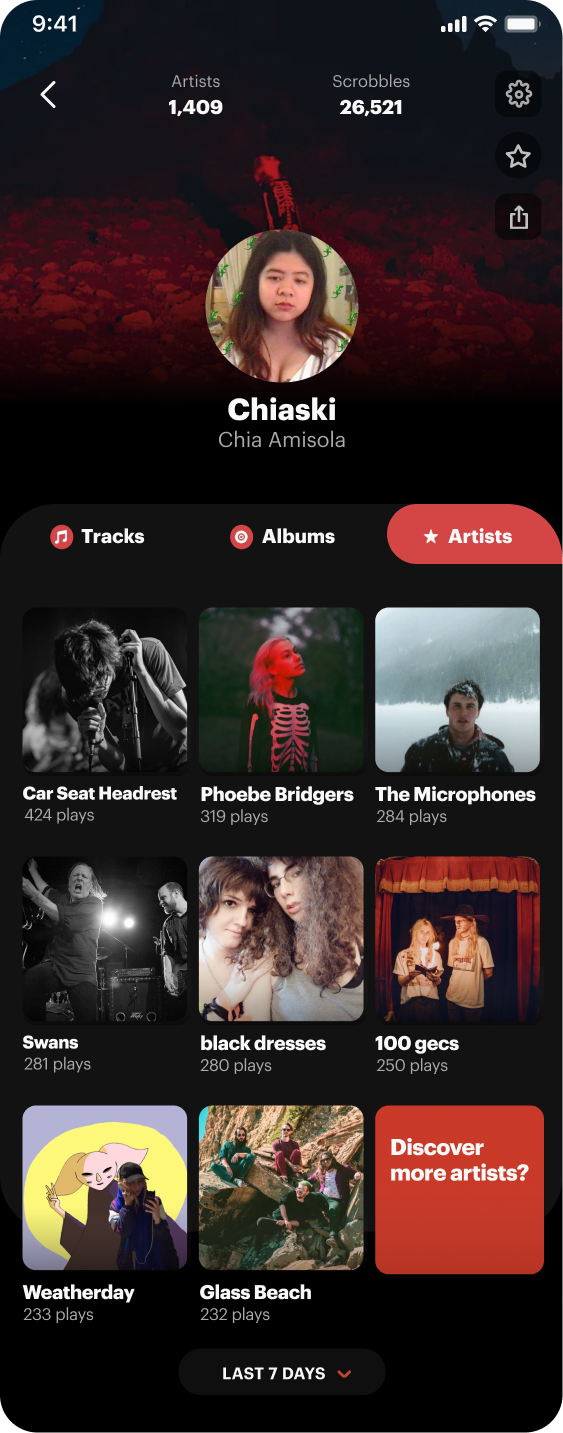 9:41
Artists
1,409
Scrobbles
26,521
Chiaski
Chia Amisola
Tracks
Albums
Artists
Car Seat Headrest
424 plays
Phoebe Bridgers
319 plays
The Microphones
284 plays
Swans
281 plays
black dresses
280 plays
100 gecs
250 plays
Weatherday
233 plays
Glass Beach
232 plays
Discover
more artists?
LAST 7 DAYS